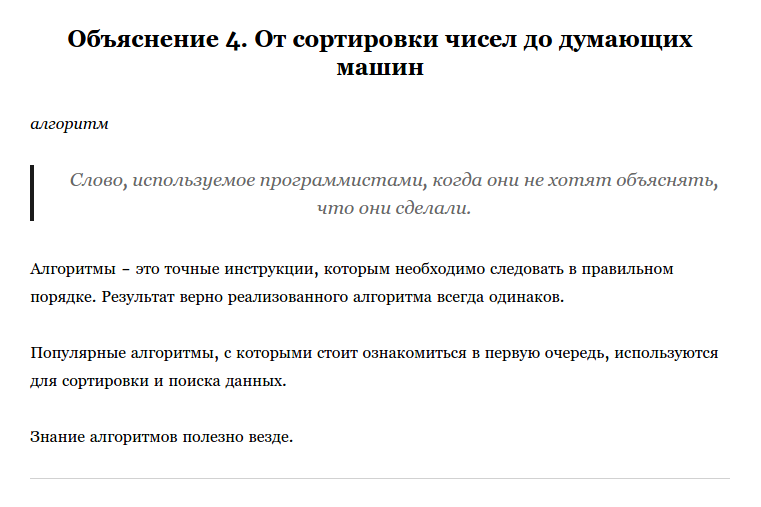 Объяснение 4. От сортировки чисел до думающих
машин
алгоритм
Слово, используемое программистами, когда они не хотят объяснять,
что они сделали.
Алгоритмы – это точные инструкции, которым необходимо следовать в правильном
порядке. Результат верно реализованного алгоритма всегда одинаков.
Популярные алгоритмы, с которыми стоит ознакомиться в первую очередь, используются
для сортировки и поиска данных.
Знание алгоритмов полезно везде.